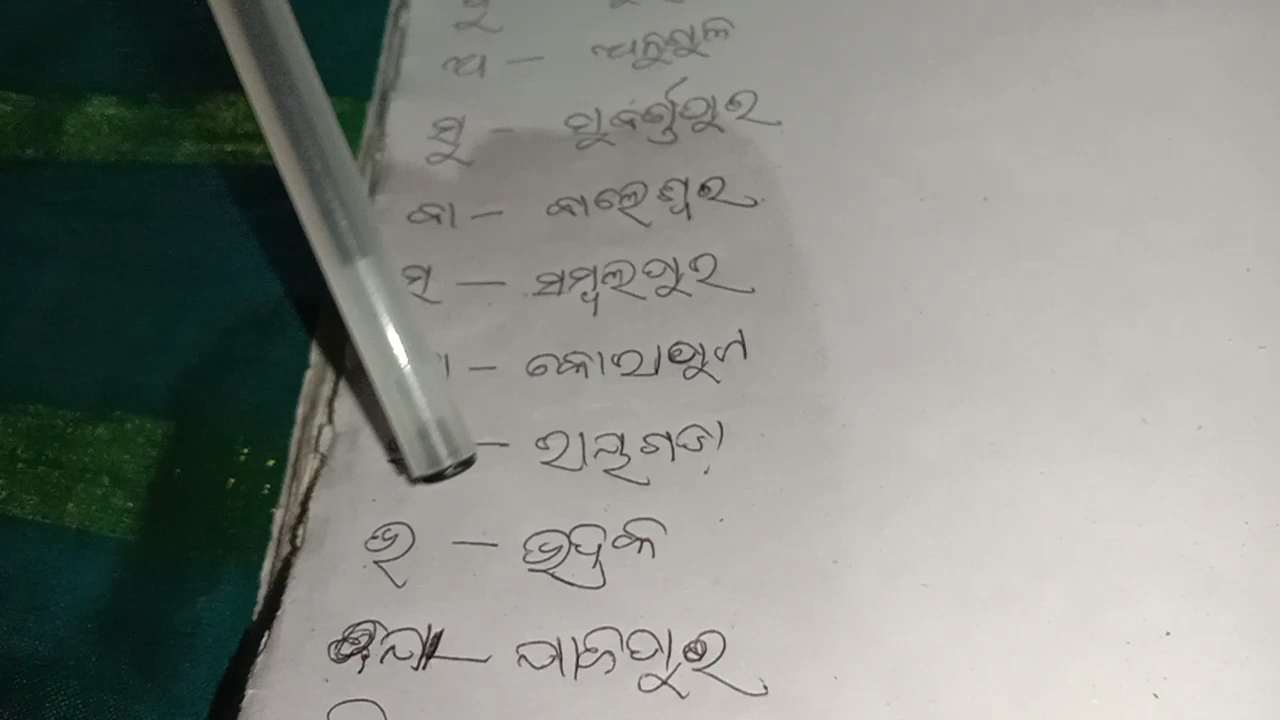 ଅ – ଅନୁଗୁଳ
ସୁ – ସୁବର୍ଣ୍ଣପୁର
ବା – ବାଲେଶ୍ୱର
ସ – ସମ୍ବଲପୁର
– କୋରାପୁଟ
– ରାୟଗଡ଼ା
ଭ – ଭଦ୍ରକ
ଯା – ଯାଜପୁର